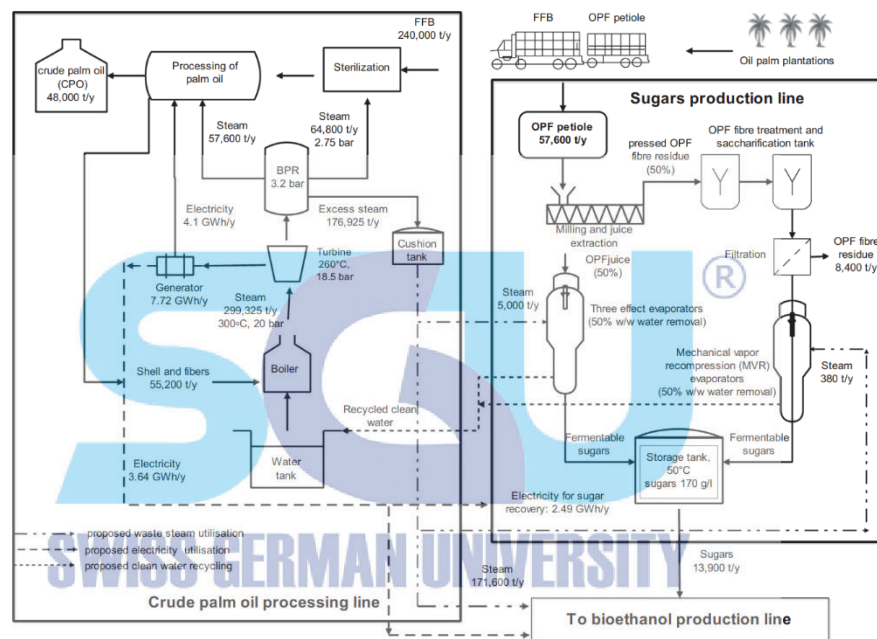 FFB
240,000 t/y
FFB
OPF petiole
Oil palm plantations
crude palm oil
(CPO)
48,000 t/y
Processing of
palm oil
Sterilization
Steam
57,600 t/y
Steam
64,800 t/y
2.75 bar
BPR
3.2 bar
Electricity
4.1 GWh/y
Excess steam
176,925 t/y
Cushion
tank
Turbine
260°C,
18.5 bar
Generator
7.72 GWh/y
Steam
299,325 t/y
300°C, 20 bar
Shell and fibers
55,200 t/y
Boiler
Recycled clean
water
Water
tank
Electricity
3.64 GWh/y
proposed waste steam utilisation
proposed electricity utilisation
proposed clean water recycling
Crude palm oil processing line
Sugars production line
OPF petiole
57,600 t/y
pressed OPF
fibre residue
(50%)
OPF fibre treatment and
saccharification tank
Milling and juice
extraction
OPFjuice
(50%)
Filtration
OPF fibre
residue
8,400 t/y
Steam
5,000 t/y
Three effect evaporators
(50% w/w water removal)
Mechanical vapor
recompression (MVR)
evaporators
(50% w/w water removal)
Steam
380 t/y
Fermentable
sugars
Storage tank,
50°C
sugars 170 g/l
Fermentable
sugars
Electricity for sugar
recovery: 2.49 GWh/y
Sugars
13,900 t/y
Steam
171,600 t/y
To bioethanol production line
SGU
®
SWISS GERMAN UNIVERSITY